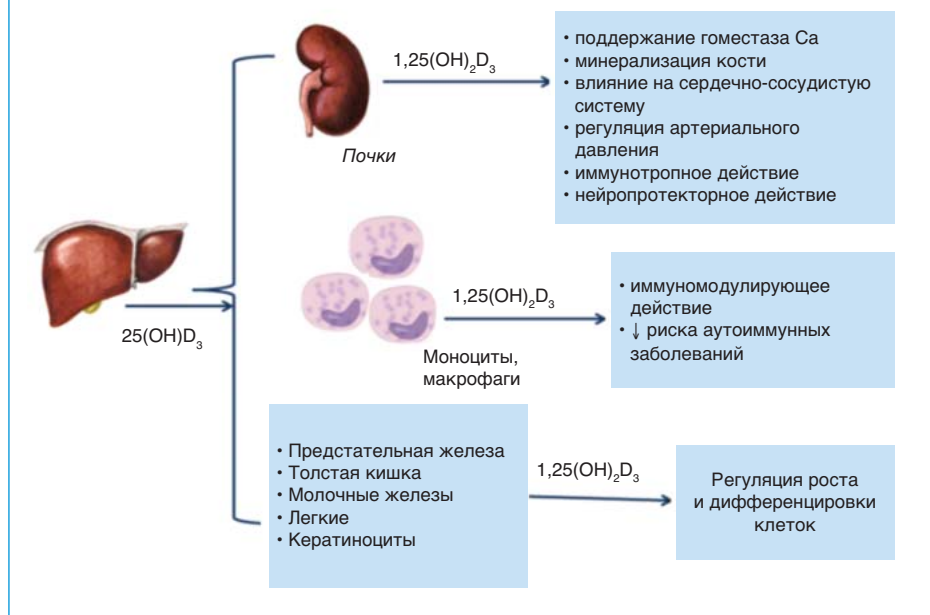 1,25(OH)₂D₃
Почки
• поддержание гоместаза Ca
• минерализация кости
• влияние на сердечно-сосудистую
систему
• регуляция артериального
давления
• иммунотропное действие
• нейропротекторное действие
25(OH)D₃
1,25(OH)₂D₃
Моноциты,
макрофаги
• иммуномодулирующее
действие
• ↓ риска аутоиммунных
заболеваний
• Предстательная железа
• Толстая кишка
• Молочные железы
• Легкие
• Кератиноциты
1,25(OH)₂D₃
Регуляция роста
и дифференцировки
клеток